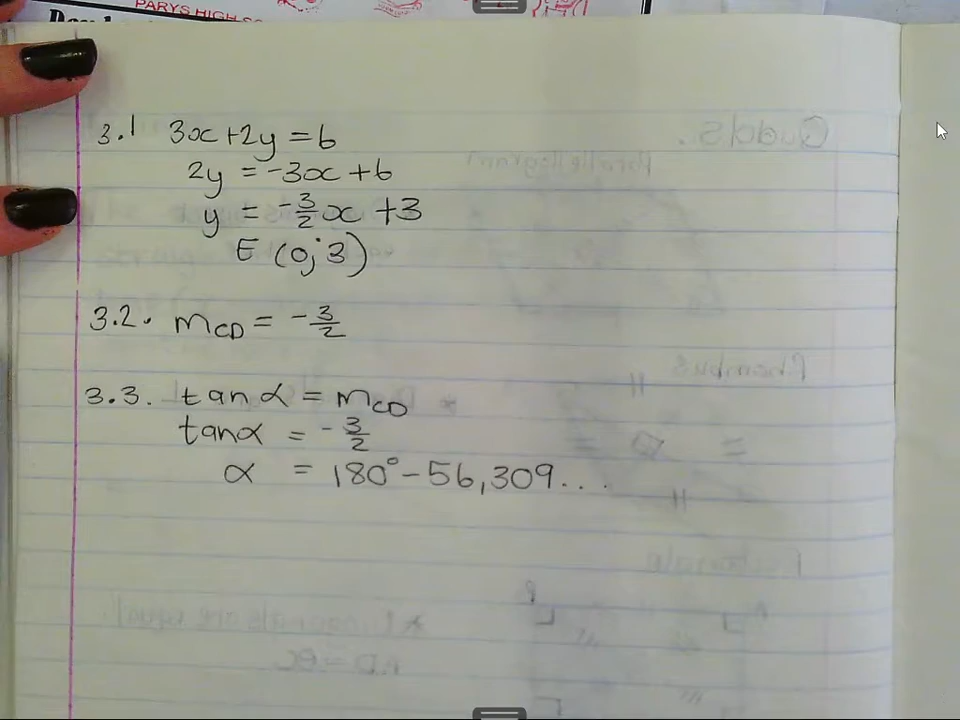 PARYS HIGH
3.1 3x+2y = 6
2y = -3x + 6
y = -3/2 x + 3
E (0; 3)
3.2. mCD = -3/2
3.3. tan α = mCD
tan α = -3/2
α = 180° - 56,309...